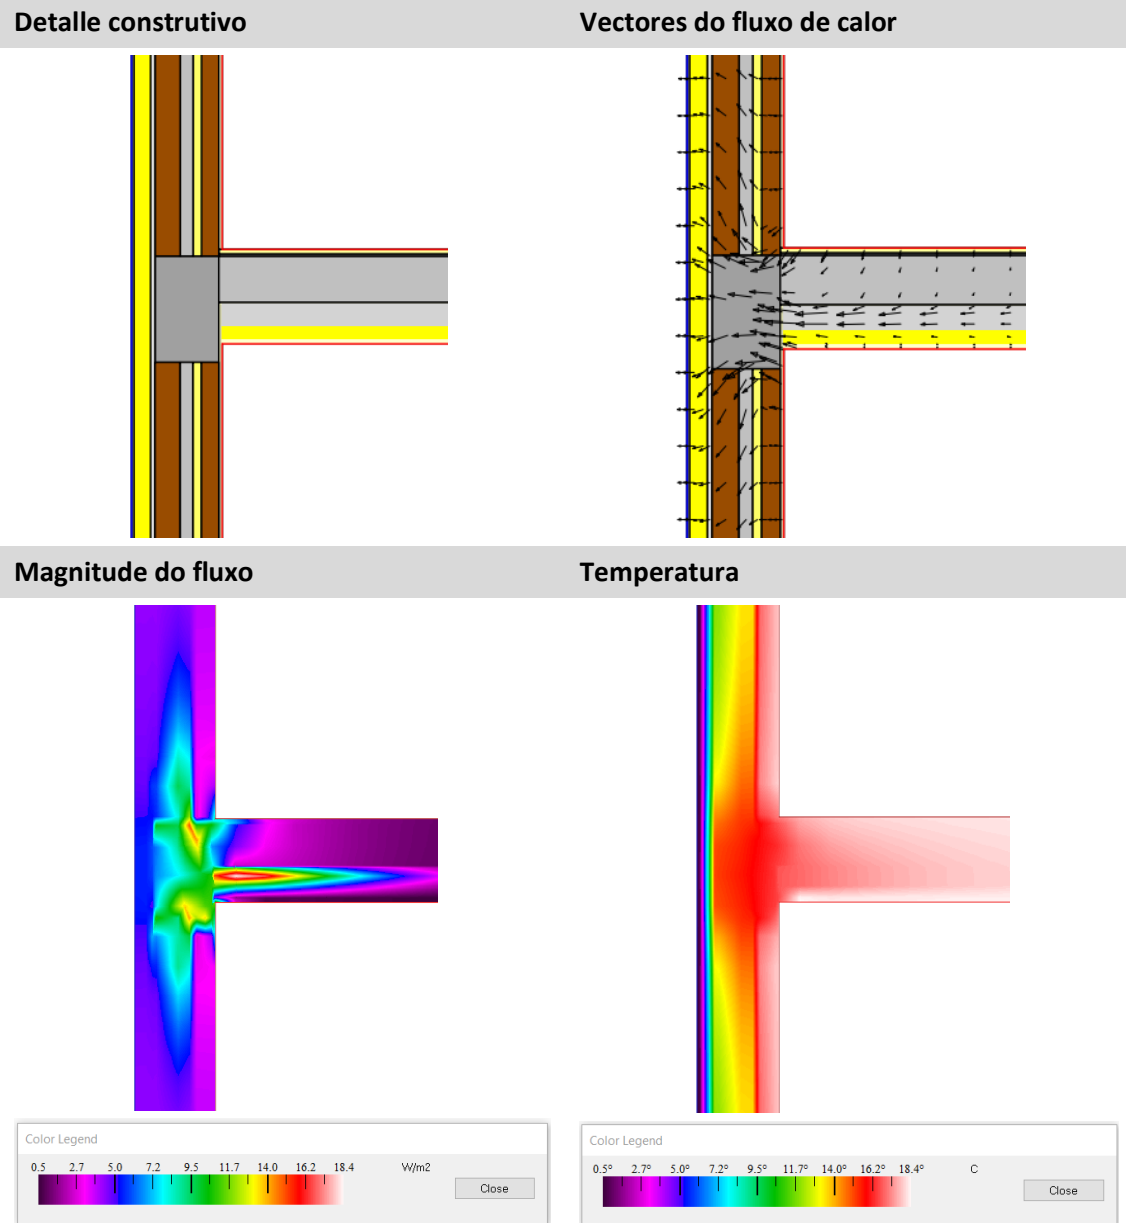 Detalle construtivo
Vectores do fluxo de calor
Magnitude do fluxo
Temperatura
Color Legend
0.5 2.7 5.0 7.2 9.5 11.7 14.0 16.2 18.4 W/m2
Close
Color Legend
0.5° 2.7° 5.0° 7.2° 9.5° 11.7° 14.0° 16.2° 18.4° C
Close